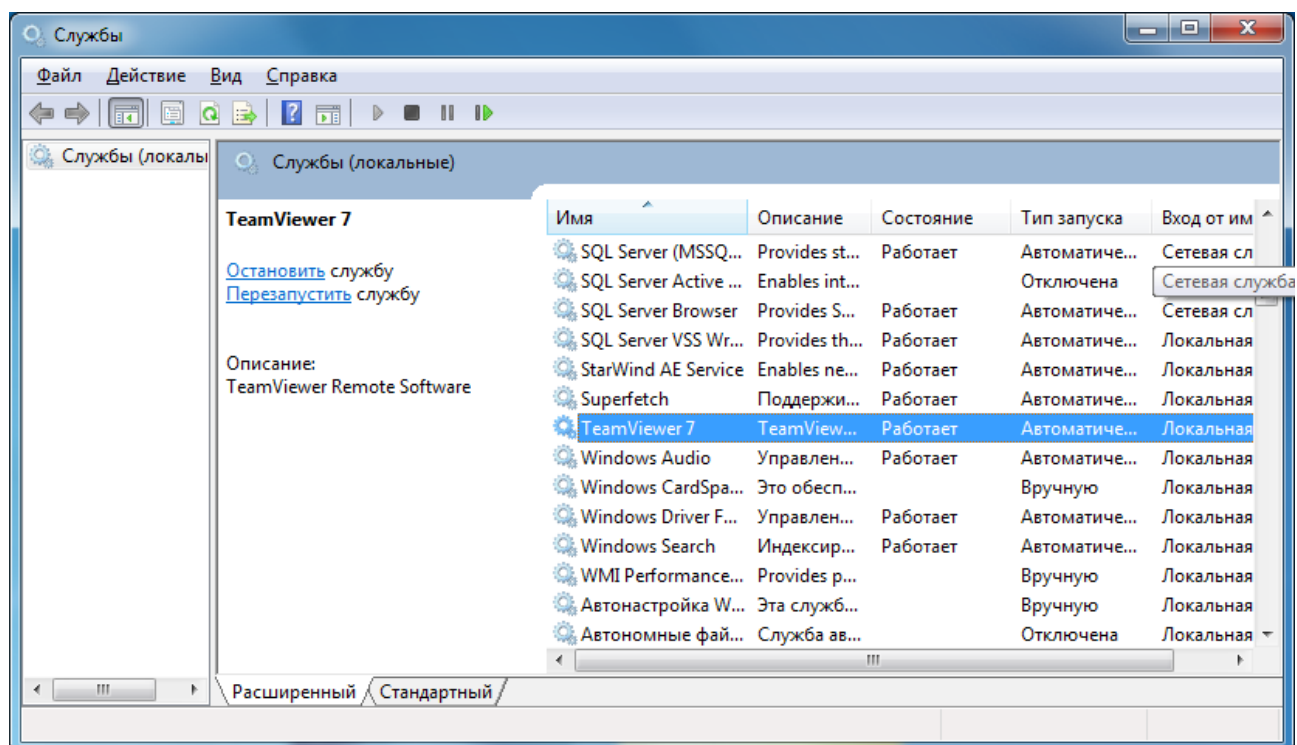 Службы
Файл Действие Вид Справка
Службы (локалы
Службы (локальные)
TeamViewer 7
Остановить службу
Перезапустить службу
Описание:
TeamViewer Remote Software
Имя Описание Состояние Тип запуска Вход от им
SQL Server (MSSQ... Provides st... Работает Автоматиче... Сетевая сл
SQL Server Active ... Enables int... Отключена Сетевая служба
SQL Server Browser Provides S... Работает Автоматиче... Сетевая сл
SQL Server VSS Wr... Provides th... Работает Автоматиче... Локальная
StarWind AE Service Enables ne... Работает Автоматиче... Локальная
Superfetch Поддержи... Работает Автоматиче... Локальная
TeamViewer 7 TeamView... Работает Автоматиче... Локальная
Windows Audio Управлен... Работает Автоматиче... Локальная
Windows CardSpa... Это обесп... Вручную Локальная
Windows Driver F... Управлен... Работает Автоматиче... Локальная
Windows Search Индексир... Работает Автоматиче... Локальная
WMI Performance... Provides p... Вручную Локальная
Автонастройка W... Эта служб... Вручную Локальная
Автономные фай... Служба ав... Отключена Локальная
Расширенный Стандартный